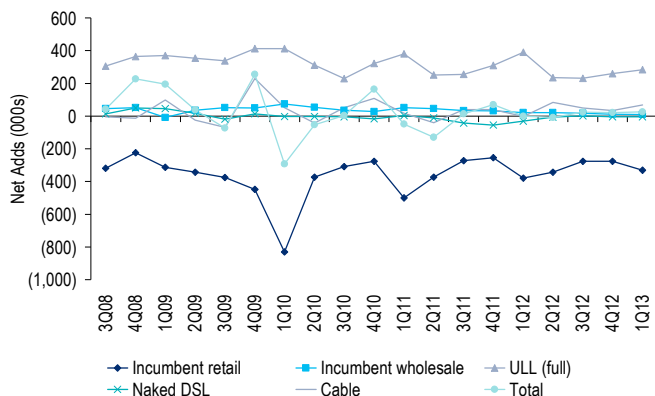 600
400
200
0
(200)
(400)
(600)
(800)
(1,000)
Net Adds (000s)
3Q08
4Q08
1Q09
2Q09
3Q09
4Q09
1Q10
2Q10
3Q10
4Q10
1Q11
2Q11
3Q11
4Q11
1Q12
2Q12
3Q12
4Q12
1Q13
Incumbent retail
Incumbent wholesale
ULL (full)
Naked DSL
Cable
Total